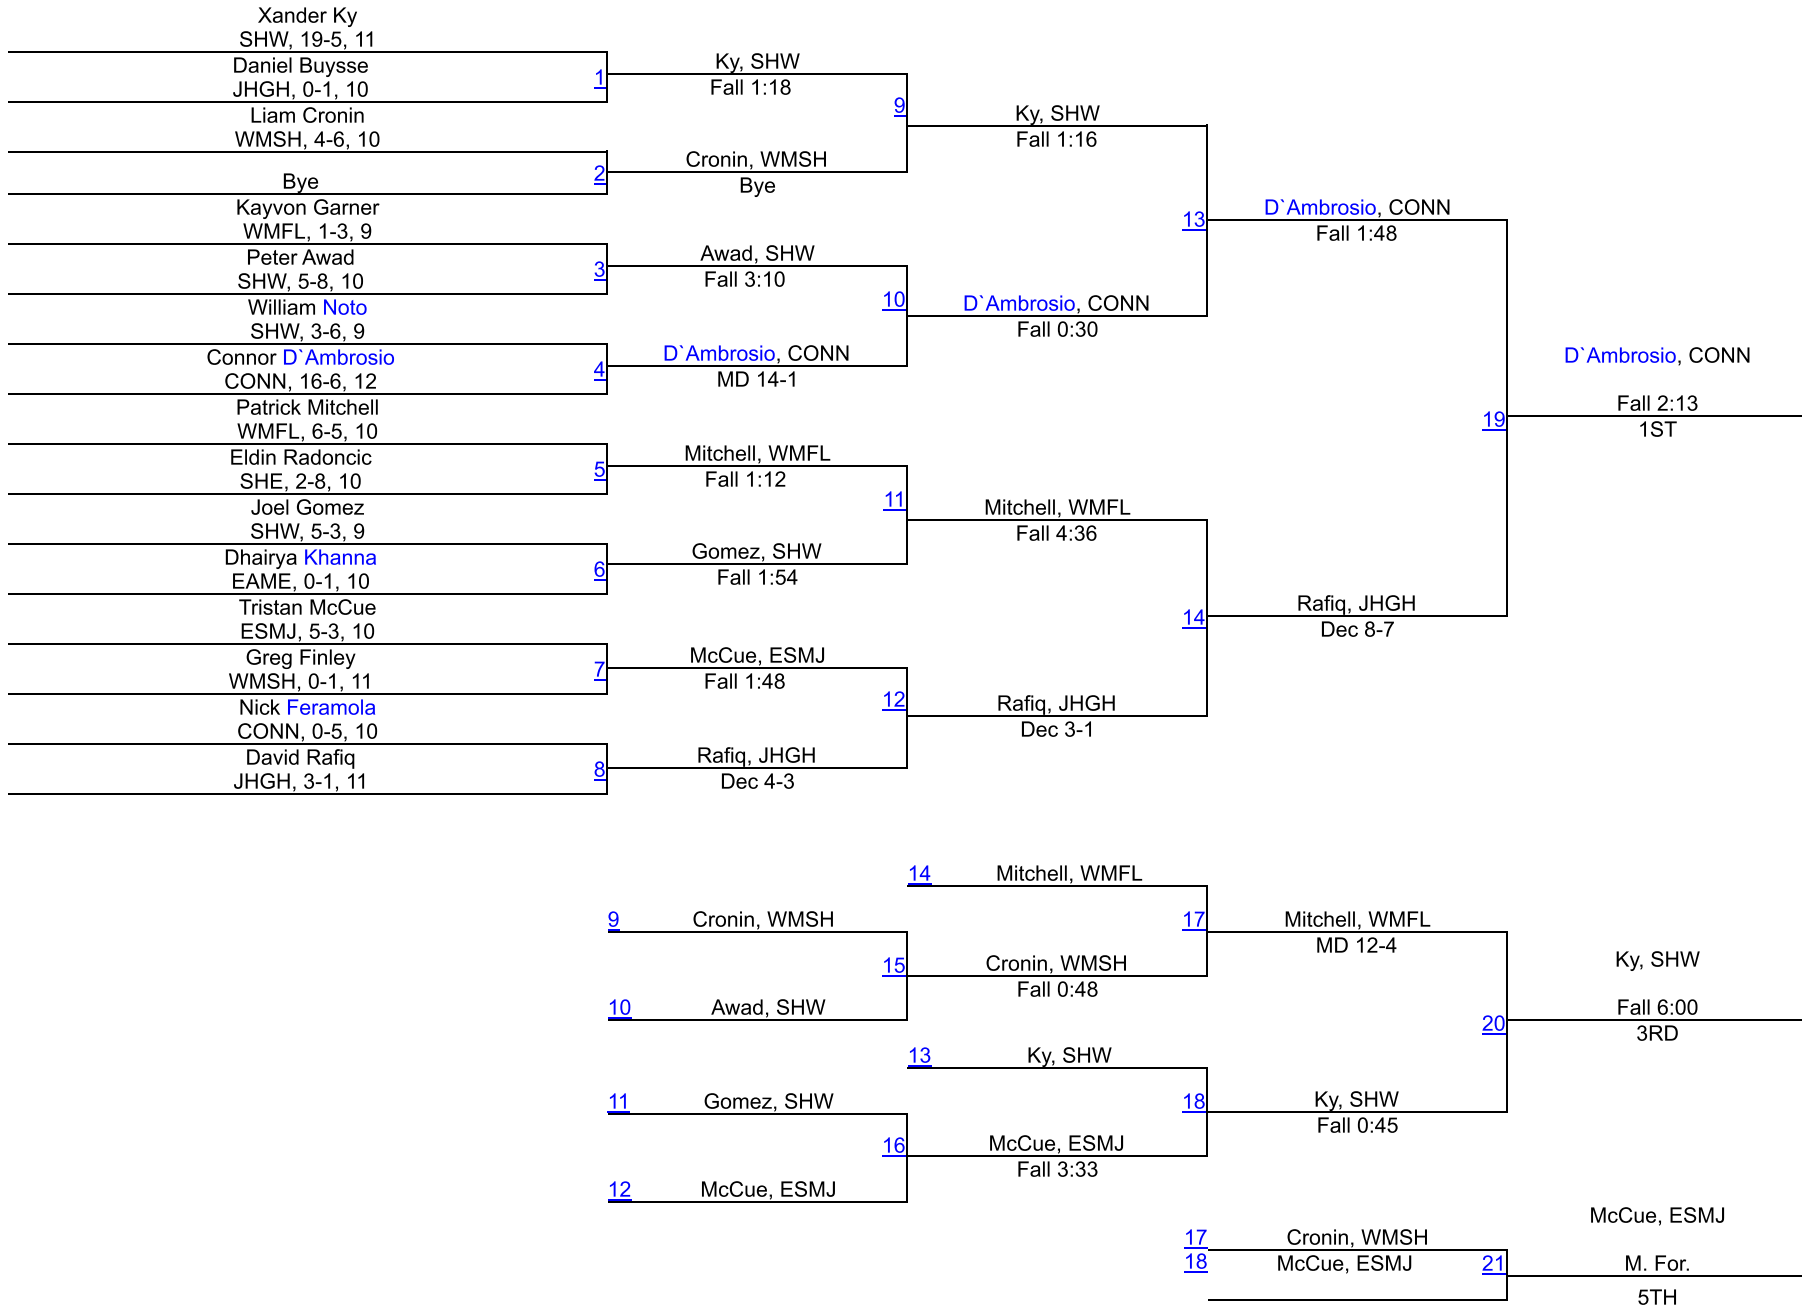 Xander Ky
SHW, 19-5, 11
Daniel Buysse
JHGH, 0-1, 10
Liam Cronin
WMSH, 4-6, 10
Bye
Kayvon Garner
WMFL, 1-3, 9
Peter Awad
SHW, 5-8, 10
William Noto
SHW, 3-6, 9
Connor D`Ambrosio
CONN, 16-6, 12
Patrick Mitchell
WMFL, 6-5, 10
Eldin Radoncic
SHE, 2-8, 10
Joel Gomez
SHW, 5-3, 9
Dhairya Khanna
EAME, 0-1, 10
Tristan McCue
ESMJ, 5-3, 10
Greg Finley
WMSH, 0-1, 11
Nick Feramola
CONN, 0-5, 10
David Rafiq
JHGH, 3-1, 11
1
Ky, SHW
Fall 1:18
2
Cronin, WMSH
Bye
3
Awad, SHW
Fall 3:10
4
D`Ambrosio, CONN
MD 14-1
5
Mitchell, WMFL
Fall 1:12
6
Gomez, SHW
Fall 1:54
7
McCue, ESMJ
Fall 1:48
8
Rafiq, JHGH
Dec 4-3
9
Ky, SHW
Fall 1:16
10
D`Ambrosio, CONN
Fall 0:30
11
Mitchell, WMFL
Fall 4:36
12
Rafiq, JHGH
Dec 3-1
13
D`Ambrosio, CONN
Fall 1:48
14
Rafiq, JHGH
Dec 8-7
19
D`Ambrosio, CONN
Fall 2:13
1ST
14
Mitchell, WMFL
9
Cronin, WMSH
10
Awad, SHW
15
Cronin, WMSH
Fall 0:48
17
Mitchell, WMFL
MD 12-4
13
Ky, SHW
11
Gomez, SHW
12
McCue, ESMJ
16
McCue, ESMJ
Fall 3:33
18
Ky, SHW
Fall 0:45
20
Ky, SHW
Fall 6:00
3RD
17
Cronin, WMSH
18
McCue, ESMJ
21
McCue, ESMJ
M. For.
5TH